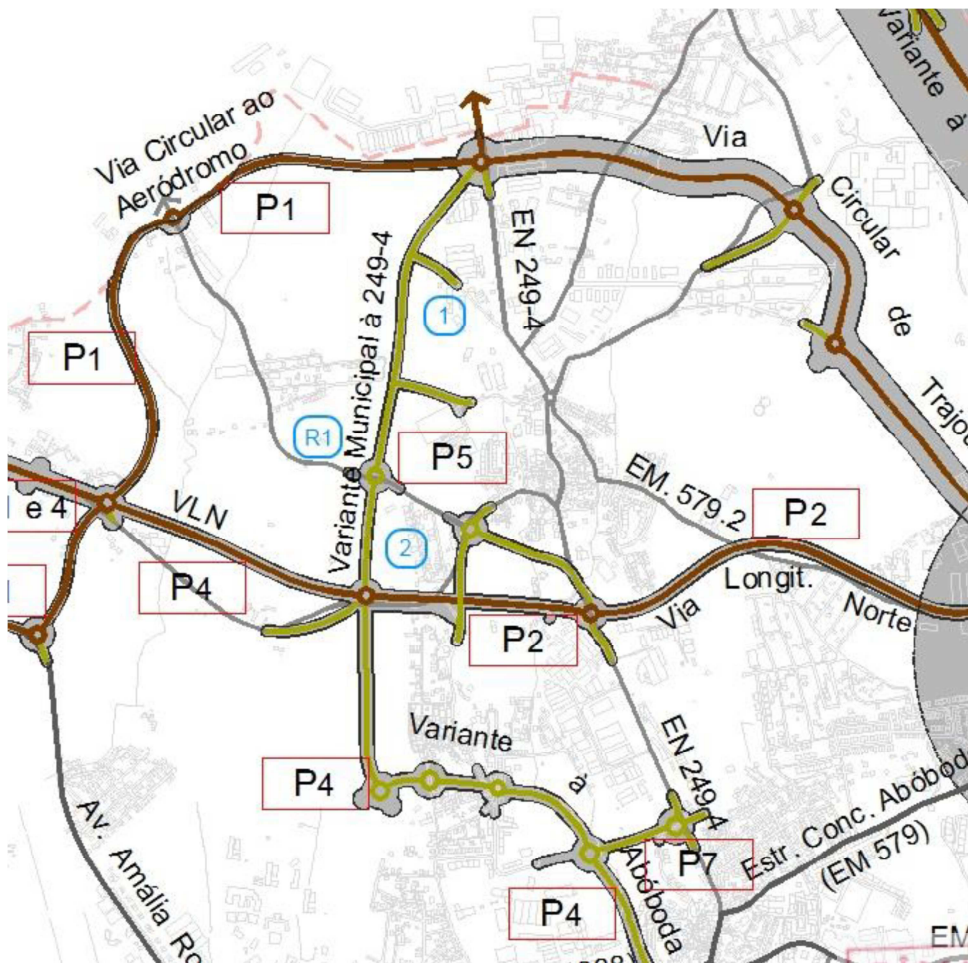 Variante à
Via Circular ao
Aeródromo
Via
Circular
de
P1
EN 249-4
Variante Municipal à 249-4
1
P1
R1
P5
EM. 579.2
P2
e 4
VLN
2
Longit.
P4
Via
Norte
P2
Variante
à
Abóboda
EN 249-4
P4
Estr. Conc. Abóbod
(EM 579)
P7
Av. Amália Ro
P4
EM